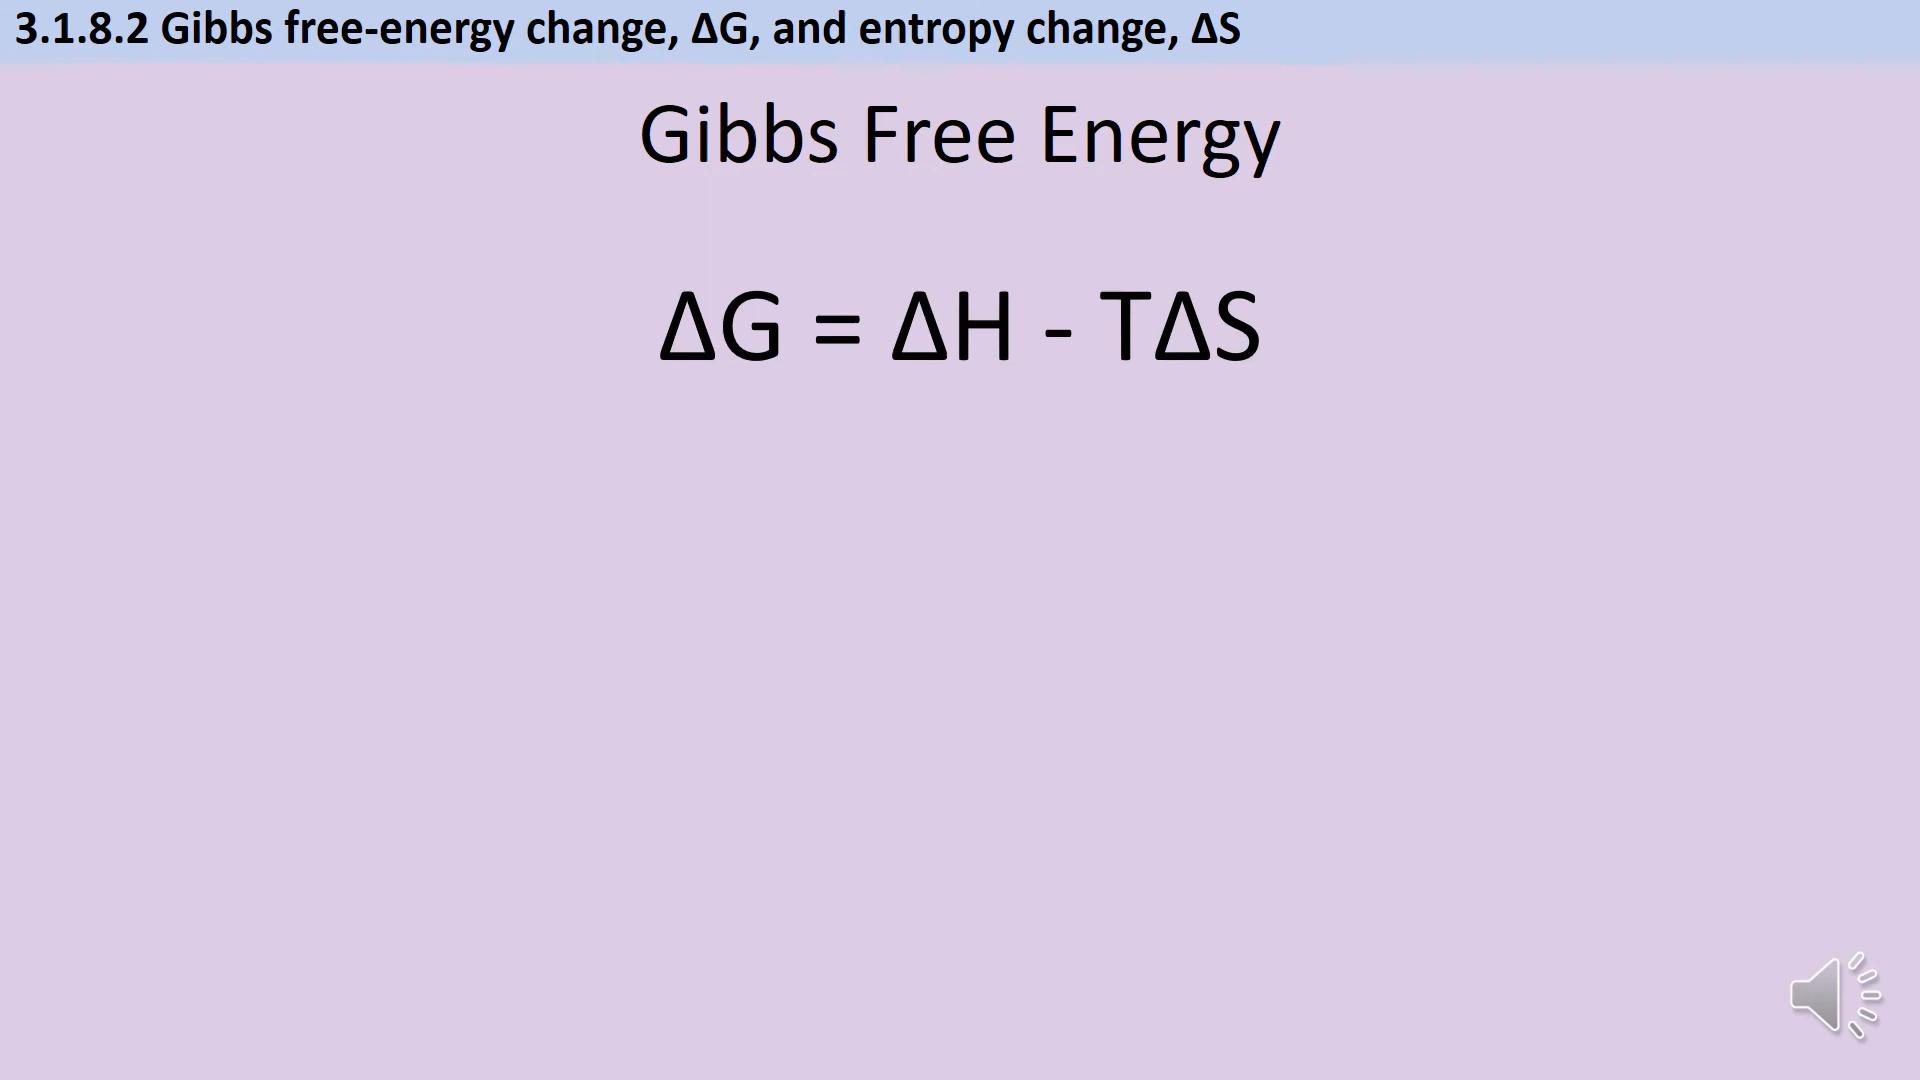 3.1.8.2 Gibbs free-energy change, ΔG, and entropy change, ΔS
Gibbs Free Energy
ΔG = ΔH - TΔS